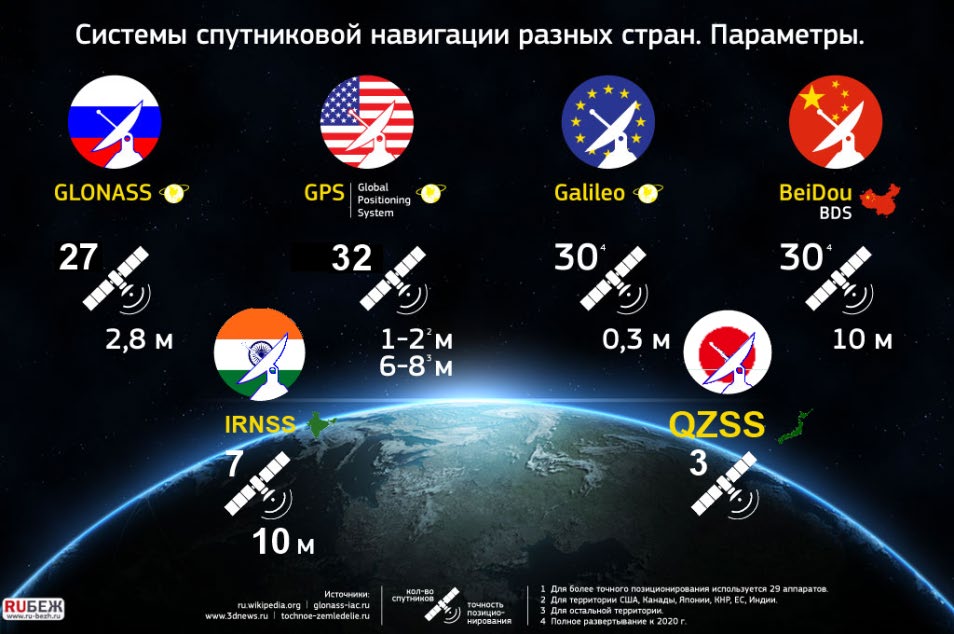 Системы спутниковой навигации разных стран. Параметры.
GLONASS
GPS
Global
Positioning
System
Galileo
BeiDou
BDS
27
32
30⁴
30⁴
2,8 м
1-2² м
6-8³ м
0,3 м
10 м
IRNSS
QZSS
7
3
10 м
Источники:
ru.wikipedia.org | glonass-iac.ru
www.3dnews.ru | tochnoe-zemledelie.ru
кол-во
спутников
точность
позицио-
нирования
1 Для более точного позиционирования используется 29 аппаратов.
2 Для территории США, Канады, Японии, КНР, ЕС, Индии.
3 Для остальной территории.
4 Полное развертывание к 2020 г.
RUБЕЖ
www.ru-bezh.ru